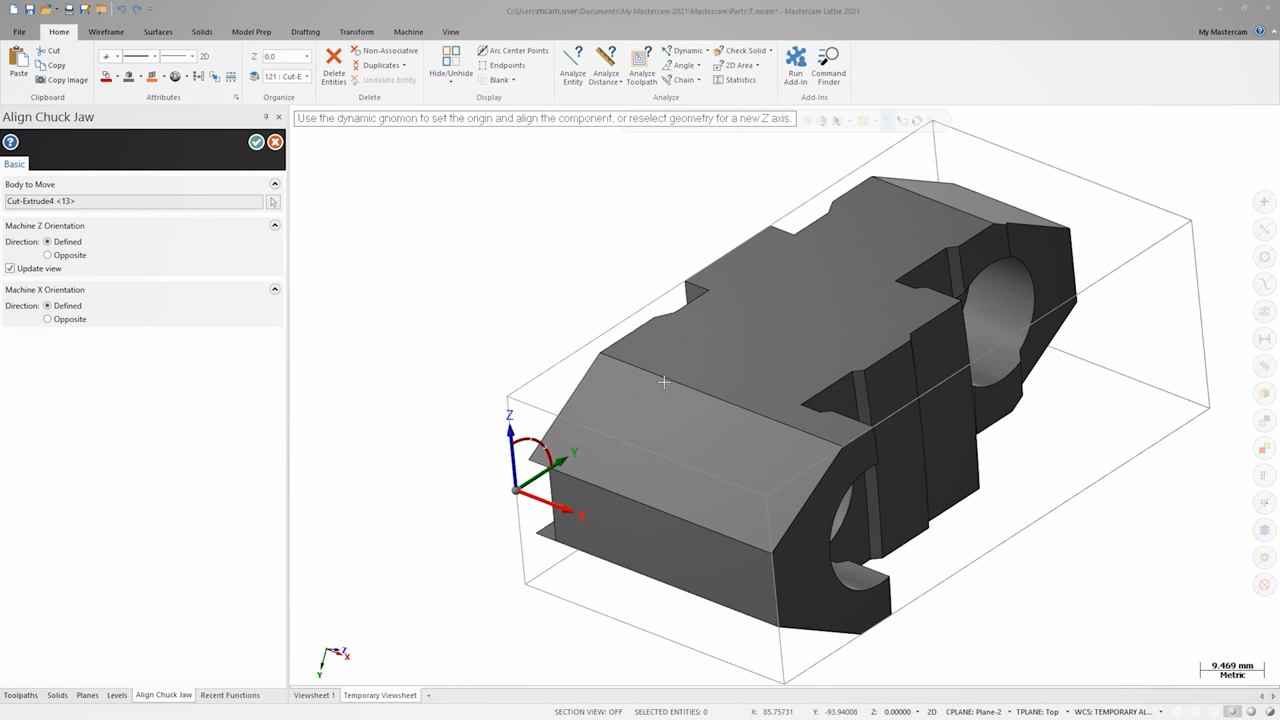 C:\Users\mcam.user\Documents\My Mastercam 2021\Mastercam\Parts\T.mcam* - Mastercam Lathe 2021
File Home Wireframe Surfaces Solids Model Prep Drafting Transform Machine View My Mastercam
Paste Cut Copy Copy Image Clipboard
2D Attributes
Z 0.0 121 : Cut-E Organize
Delete Entities Non-Associative Duplicates Undelete Entity Delete
Hide/Unhide Arc Center Points Endpoints Blank Display
Analyze Entity Analyze Distance Analyze Toolpath Dynamic Angle Chain Check Solid 2D Area Statistics Analyze
Run Add-In Command Finder Add-Ins
Align Chuck Jaw
Basic
Body to Move
Cut-Extrude4 <13>
Machine Z Orientation
Direction: Defined
Opposite
Update view
Machine X Orientation
Direction: Defined
Opposite
Use the dynamic gnomon to set the origin and align the component, or reselect geometry for a new Z axis.
Z
Y
X
Z
X
Y
9.469 mm
Metric
Toolpaths Solids Planes Levels Align Chuck Jaw Recent Functions Viewsheet 1 Temporary Viewsheet +
SECTION VIEW: OFF SELECTED ENTITIES: 0 X: 85.75731 Y: -93.94008 Z: 0.00000 2D CPLANE: Plane-2 TPLANE: Top WCS: TEMPORARY AL...